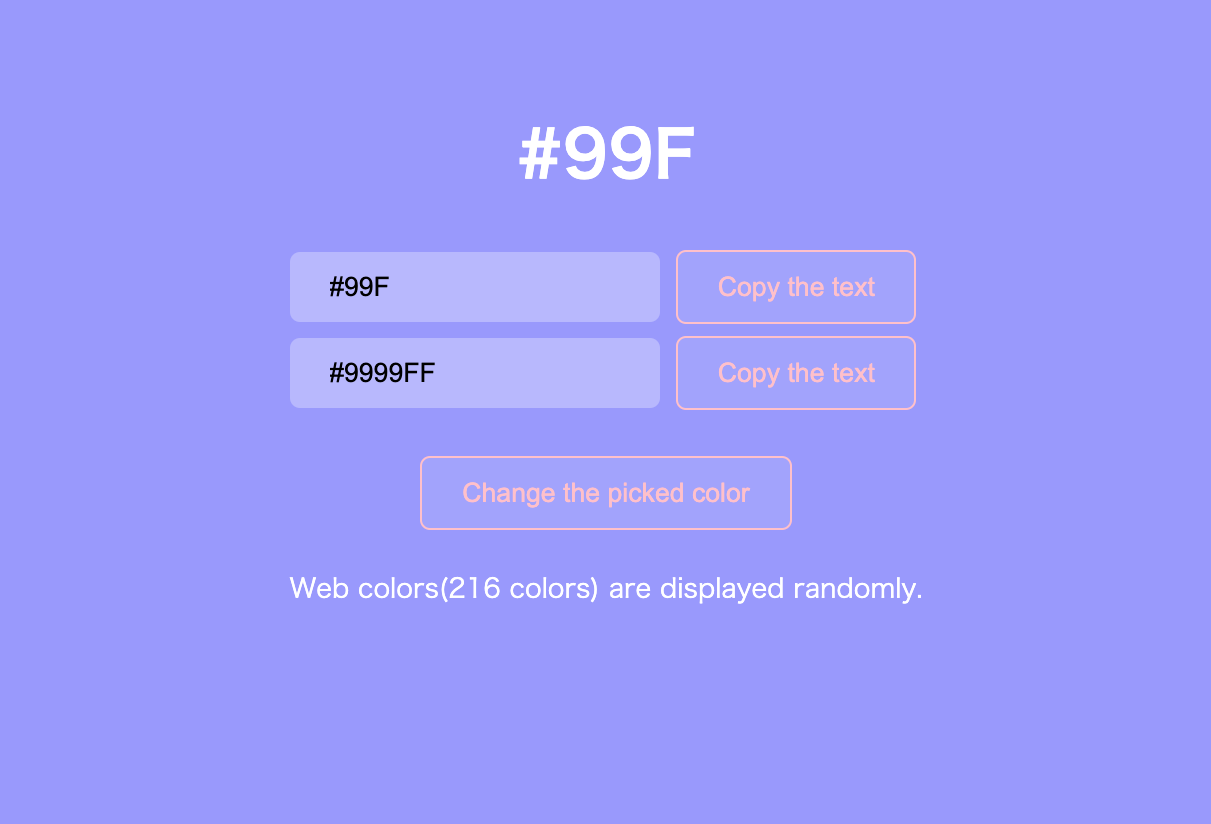 #99F
#99F
Copy the text
#9999FF
Copy the text
Change the picked color
Web colors(216 colors) are displayed randomly.